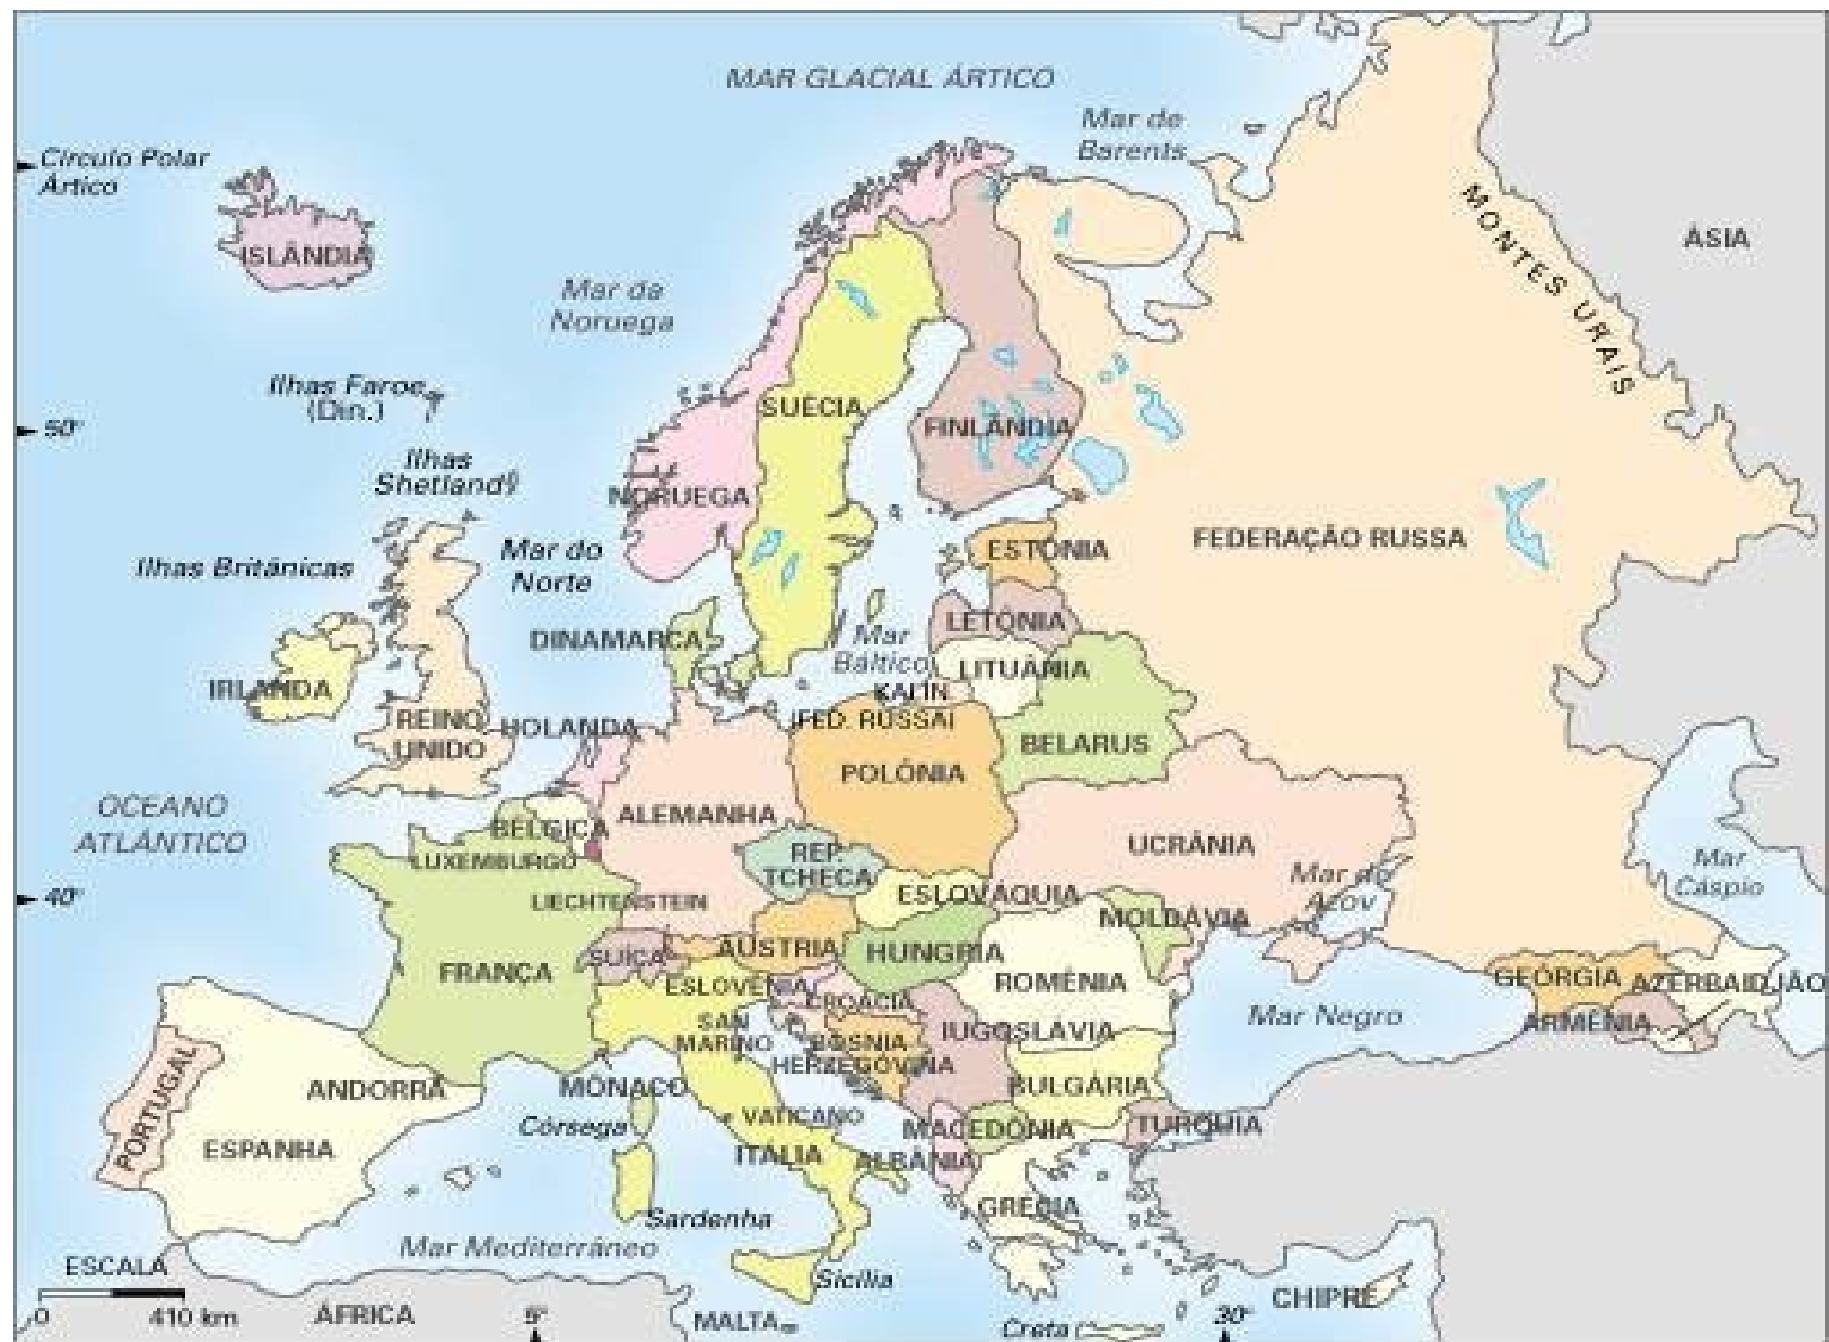 MAR GLACIAL ÁRTICO
Mar de
Barents
Círculo Polar
Ártico
ISLÂNDIA
MONTES URAIS
ÁSIA
Mar da
Noruega
Ilhas Faroe
(Din.)
60°
SUÉCIA
FINLÂNDIA
Ilhas
Shetland
NORUEGA
FEDERAÇÃO RUSSA
Ilhas Britânicas
Mar do
Norte
ESTÔNIA
LETÔNIA
DINAMARCA
Mar
Báltico
LITUÂNIA
KALIN
(FED. RUSSA)
IRLANDA
REINO
UNIDO
HOLANDA
BELARUS
POLÔNIA
OCEANO
ATLÂNTICO
ALEMANHA
BÉLGICA
LUXEMBURGO
REP.
TCHECA
UCRÂNIA
Mar de
Azov
Mar
Cáspio
40°
LIECHTENSTEIN
ESLOVÁQUIA
MOLDÁVIA
FRANÇA
SUÍÇA
ÁUSTRIA
HUNGRIA
ROMÊNIA
ESLOVÊNIA
CROÁCIA
GEÓRGIA
AZERBAIDJÃO
ARMÊNIA
SAN
MARINO
BÓSNIA
HERZEGOVINA
IUGOSLÁVIA
Mar Negro
PORTUGAL
ANDORRA
MÔNACO
BULGÁRIA
Córsega
VATICANO
MACEDÔNIA
TURQUIA
ESPANHA
ITÁLIA
ALBÂNIA
GRÉCIA
Sardenha
Mar Mediterrâneo
Sicília
ESCALA
0 410 km
ÁFRICA
5°
MALTA
Creta
30°
CHIPRE